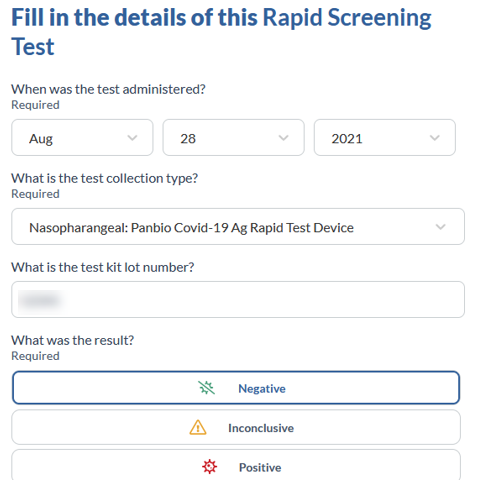 Fill in the details of this Rapid Screening
Test
When was the test administered?
Required
Aug 28 2021
What is the test collection type?
Required
Nasopharangeal: Panbio Covid-19 Ag Rapid Test Device
What is the test kit lot number?
What was the result?
Required
Negative
Inconclusive
Positive